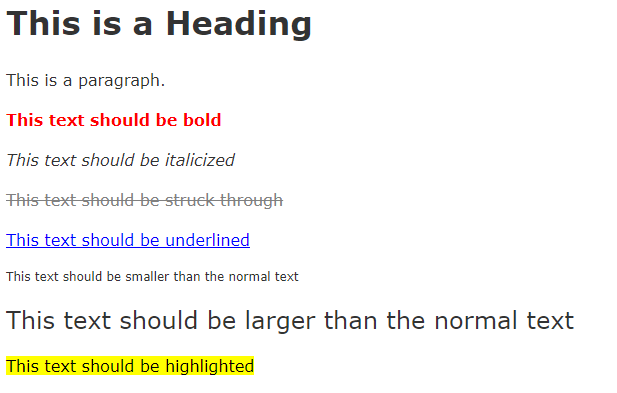 This is a Heading
This is a paragraph.
This text should be bold
This text should be italicized
This text should be struck through
This text should be underlined
This text should be smaller than the normal text
This text should be larger than the normal text
This text should be highlighted